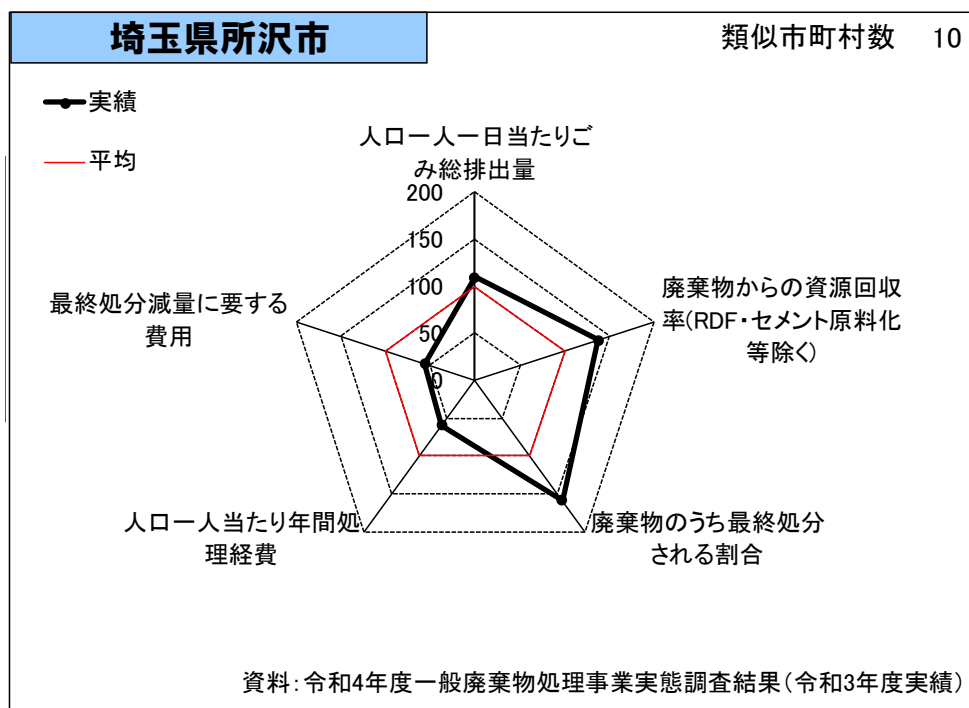 埼玉県所沢市
類似市町村数 10
実績
平均
人口一人一日当たりご
み総排出量
200
150
100
50
0
廃棄物からの資源回収
率(RDF・セメント原料化
等除く)
廃棄物のうち最終処分
される割合
人口一人当たり年間処
理経費
最終処分減量に要する
費用
資料：令和4年度一般廃棄物処理事業実態調査結果（令和3年度実績）